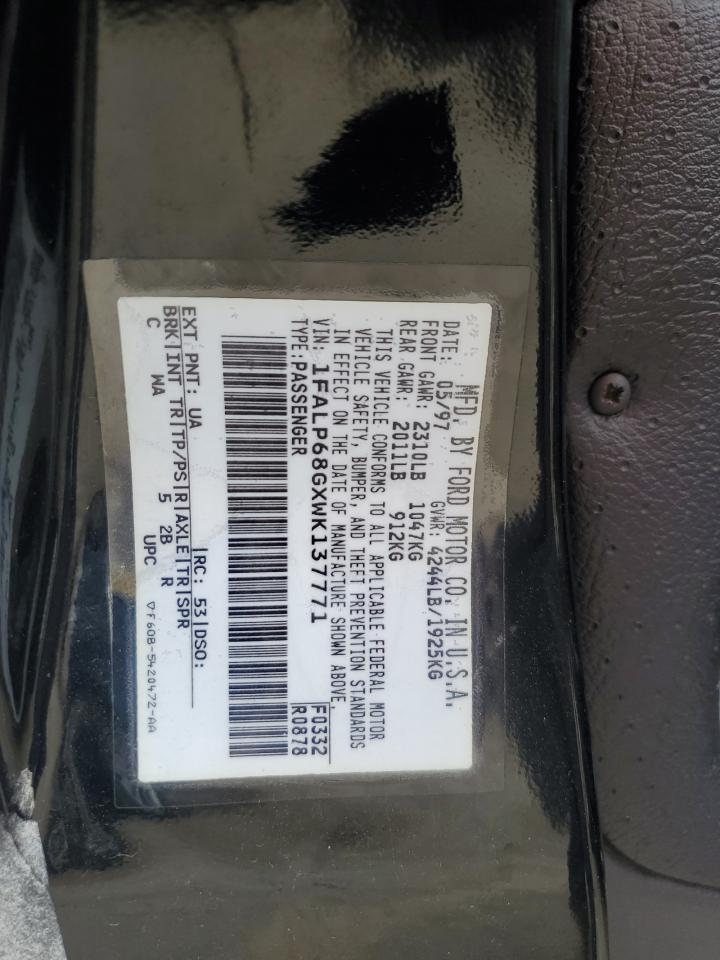 MFD. BY FORD MOTOR CO. IN U.S.A.
DATE: 05/97 GVWR: 4244LB/1925KG
FRONT GAWR: 2310LB 1047KG
REAR GAWR: 2011LB 912KG
THIS VEHICLE CONFORMS TO ALL APPLICABLE FEDERAL MOTOR
VEHICLE SAFETY, BUMPER, AND THEFT PREVENTION STANDARDS
IN EFFECT ON THE DATE OF MANUFACTURE SHOWN ABOVE.
VIN: 1FALP68GXWK137771 F0332
TYPE: PASSENGER R0878
EXT PNT: UA RC: 53 DSO:
BRK INT TR TP/PS R AXLE TR SPR
C WA 5 2B R
UPC
▽F60B-5420472-AA